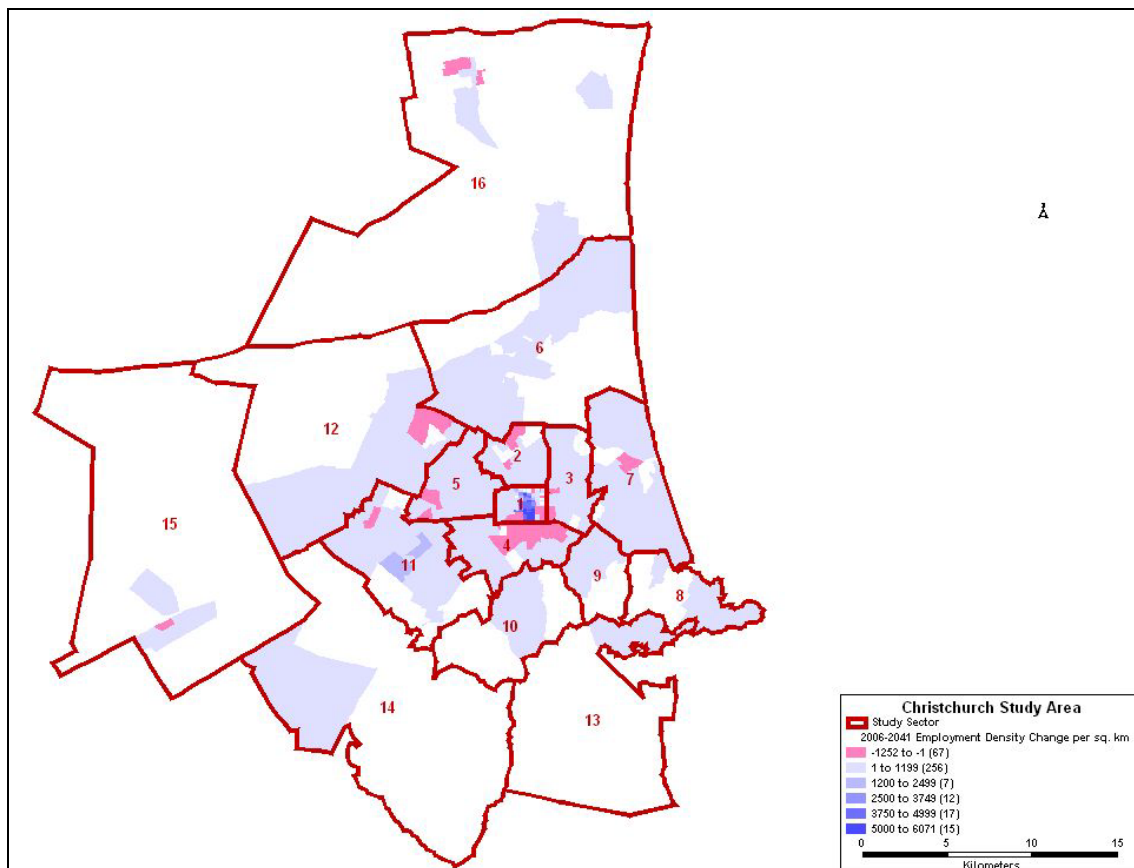 16
6
12
2
3
7
5
1
15
4
11
9
8
10
14
13
Christchurch Study Area
Study Sector
2006-2041 Employment Density Change per sq. km
-1252 to -1 (67)
1 to 1199 (256)
1200 to 2499 (7)
2500 to 3749 (12)
3750 to 4999 (17)
5000 to 6071 (15)
0 5 10 15
Kilometers